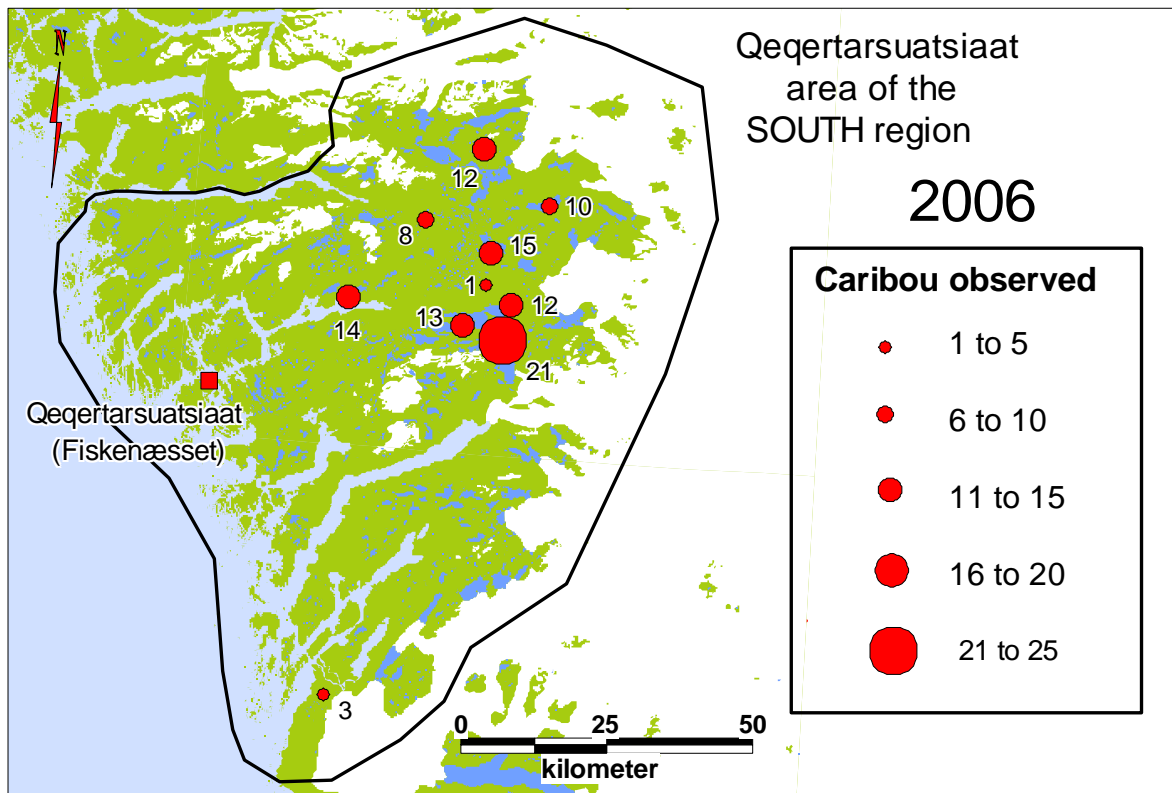 N
Qeqertarsuatsiaat
area of the
SOUTH region
2006
12
10
8
15
1
12
14
13
21
Qeqertarsuatsiaat
(Fiskenæsset)
3
Caribou observed
1 to 5
6 to 10
11 to 15
16 to 20
21 to 25
0 25 50
kilometer